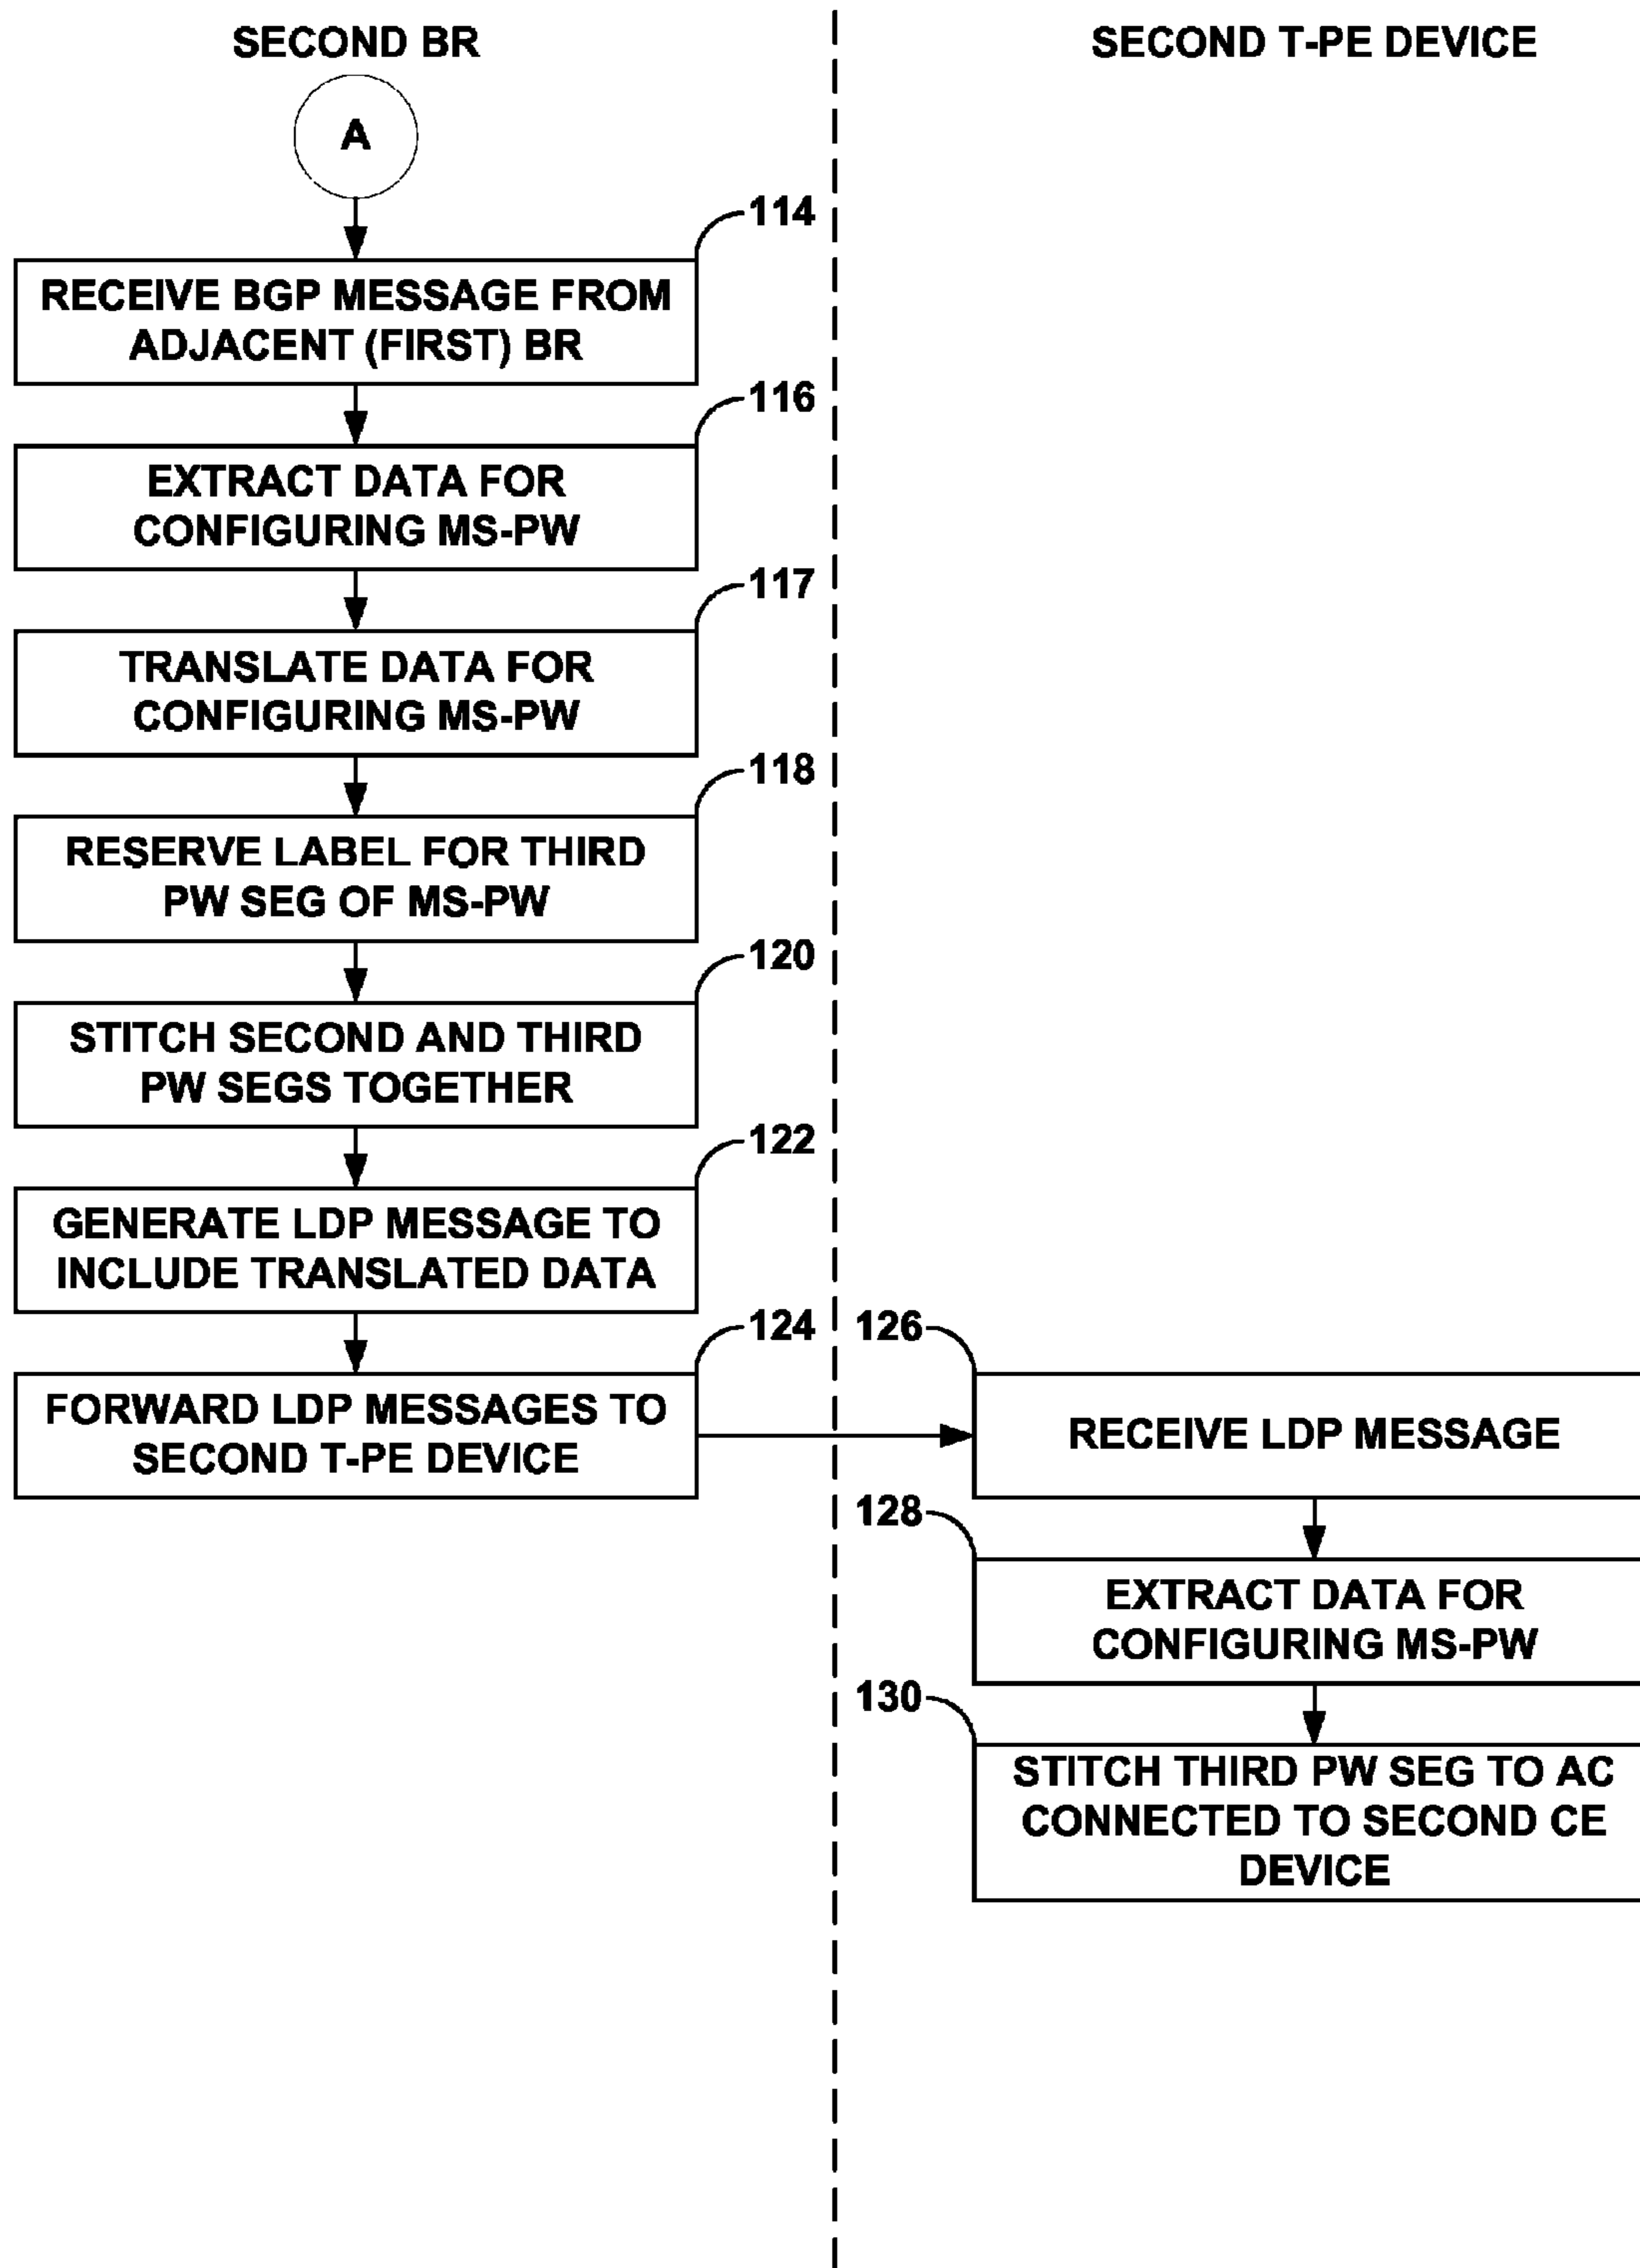 SECOND BR
A
114
RECEIVE BGP MESSAGE FROM
ADJACENT (FIRST) BR
116
EXTRACT DATA FOR
CONFIGURING MS-PW
117
TRANSLATE DATA FOR
CONFIGURING MS-PW
118
RESERVE LABEL FOR THIRD
PW SEG OF MS-PW
120
STITCH SECOND AND THIRD
PW SEGS TOGETHER
122
GENERATE LDP MESSAGE TO
INCLUDE TRANSLATED DATA
124
FORWARD LDP MESSAGES TO
SECOND T-PE DEVICE
SECOND T-PE DEVICE
126
RECEIVE LDP MESSAGE
128
EXTRACT DATA FOR
CONFIGURING MS-PW
130
STITCH THIRD PW SEG TO AC
CONNECTED TO SECOND CE
DEVICE